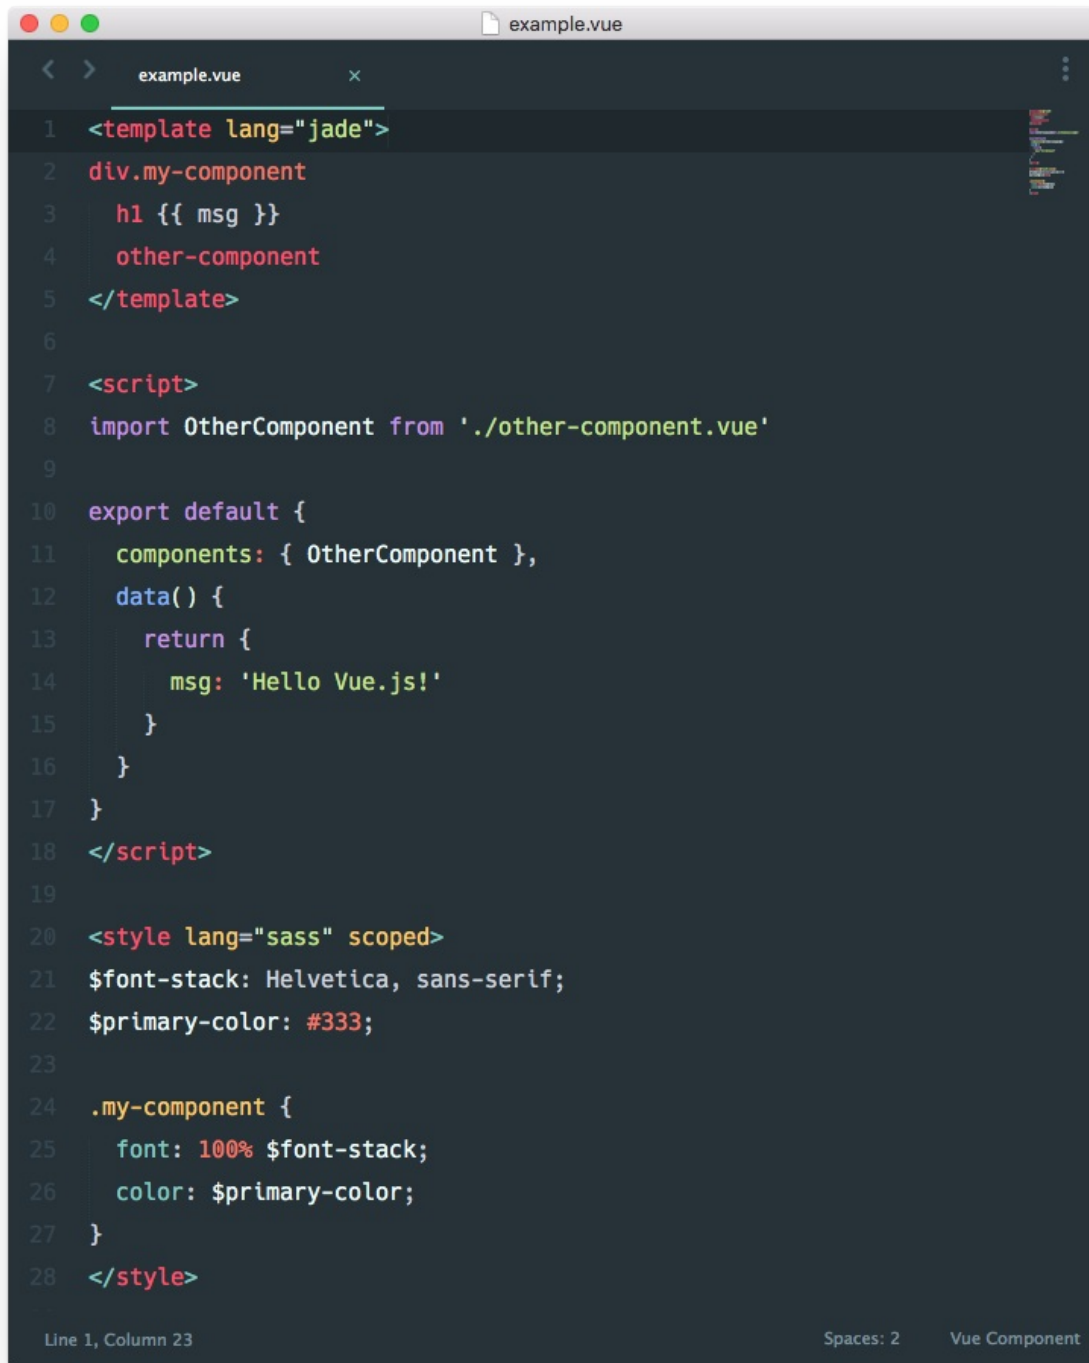 example.vue
example.vue ×
1 <template lang="jade">
2 div.my-component
3   h1 {{ msg }}
4   other-component
5 </template>
6
7 <script>
8 import OtherComponent from './other-component.vue'
9
10 export default {
11   components: { OtherComponent },
12   data() {
13     return {
14       msg: 'Hello Vue.js!'
15     }
16   }
17 }
18 </script>
19
20 <style lang="sass" scoped>
21 $font-stack: Helvetica, sans-serif;
22 $primary-color: #333;
23
24 .my-component {
25   font: 100% $font-stack;
26   color: $primary-color;
27 }
28 </style>
Line 1, Column 23 Spaces: 2 Vue Component